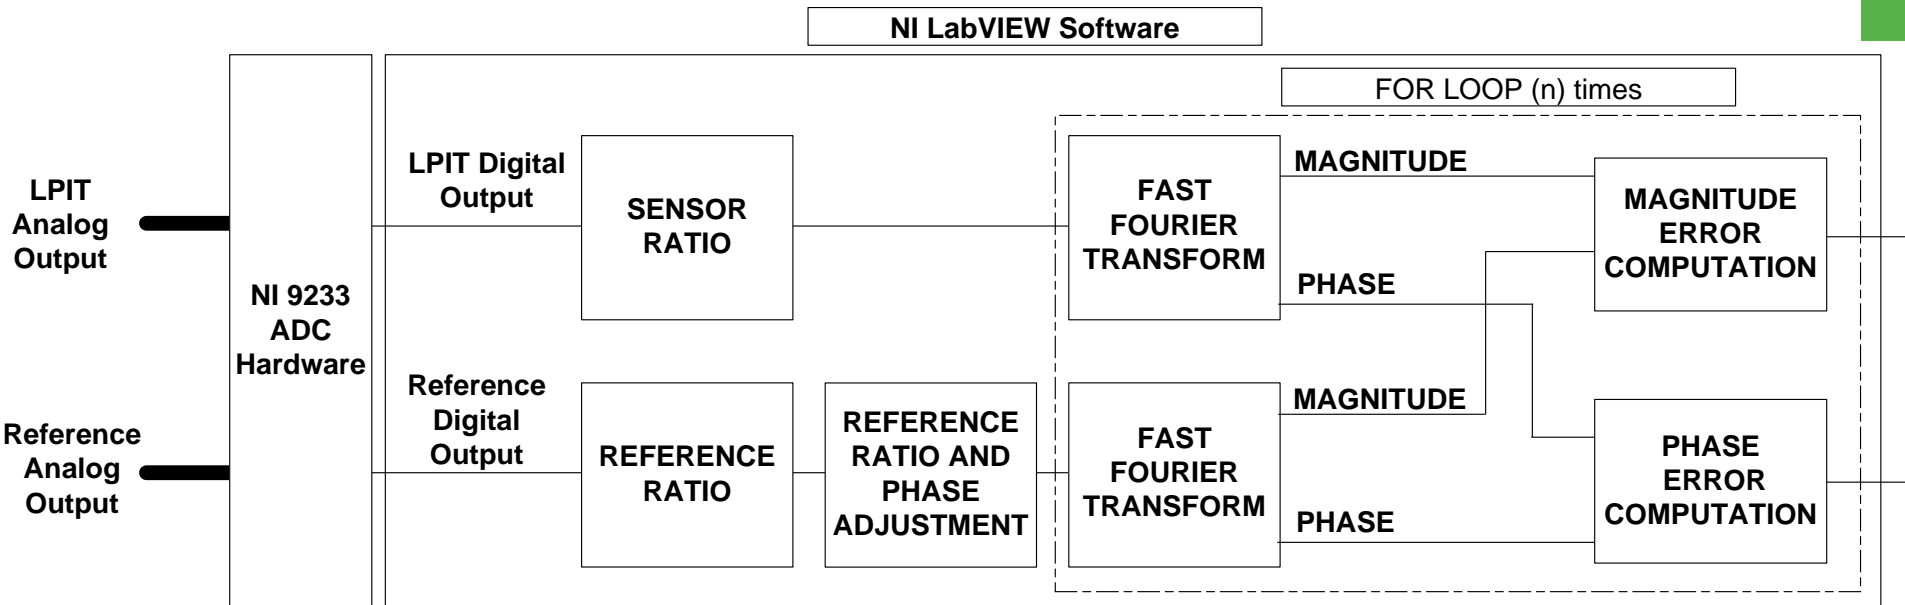 NI LabVIEW Software
FOR LOOP (n) times
LPIT
Analog
Output
Reference
Analog
Output
NI 9233
ADC
Hardware
LPIT Digital
Output
SENSOR
RATIO
Reference
Digital
Output
REFERENCE
RATIO
REFERENCE
RATIO AND
PHASE
ADJUSTMENT
FAST
FOURIER
TRANSFORM
MAGNITUDE
PHASE
FAST
FOURIER
TRANSFORM
MAGNITUDE
PHASE
MAGNITUDE
ERROR
COMPUTATION
PHASE
ERROR
COMPUTATION